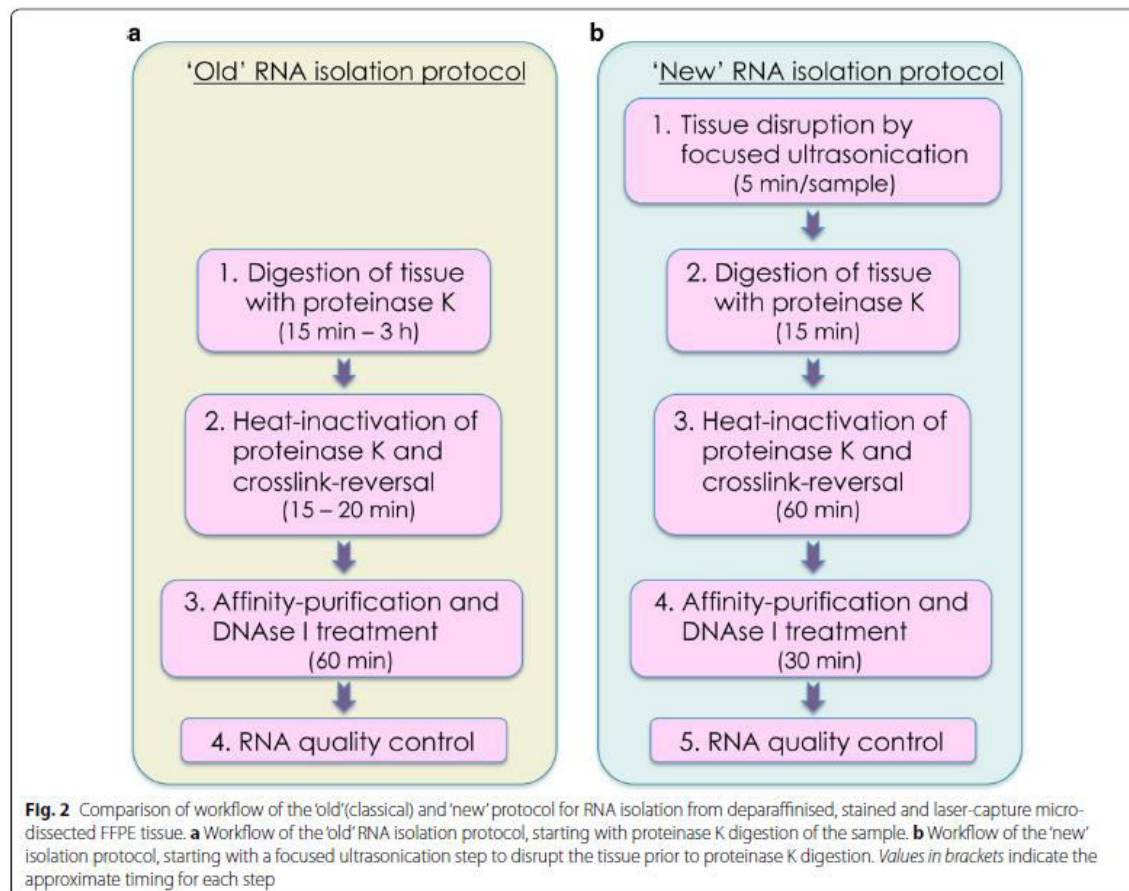 a
'Old' RNA isolation protocol
1. Digestion of tissue
with proteinase K
(15 min – 3 h)
2. Heat-inactivation of
proteinase K and
crosslink-reversal
(15 – 20 min)
3. Affinity-purification and
DNAse I treatment
(60 min)
4. RNA quality control
b
'New' RNA isolation protocol
1. Tissue disruption by
focused ultrasonication
(5 min/sample)
2. Digestion of tissue
with proteinase K
(15 min)
3. Heat-inactivation of
proteinase K and
crosslink-reversal
(60 min)
4. Affinity-purification and
DNAse I treatment
(30 min)
5. RNA quality control
Fig. 2 Comparison of workflow of the 'old'(classical) and 'new' protocol for RNA isolation from deparaffinised, stained and laser-capture micro-
dissected FFPE tissue. a Workflow of the 'old' RNA isolation protocol, starting with proteinase K digestion of the sample. b Workflow of the 'new'
isolation protocol, starting with a focused ultrasonication step to disrupt the tissue prior to proteinase K digestion. Values in brackets indicate the
approximate timing for each step